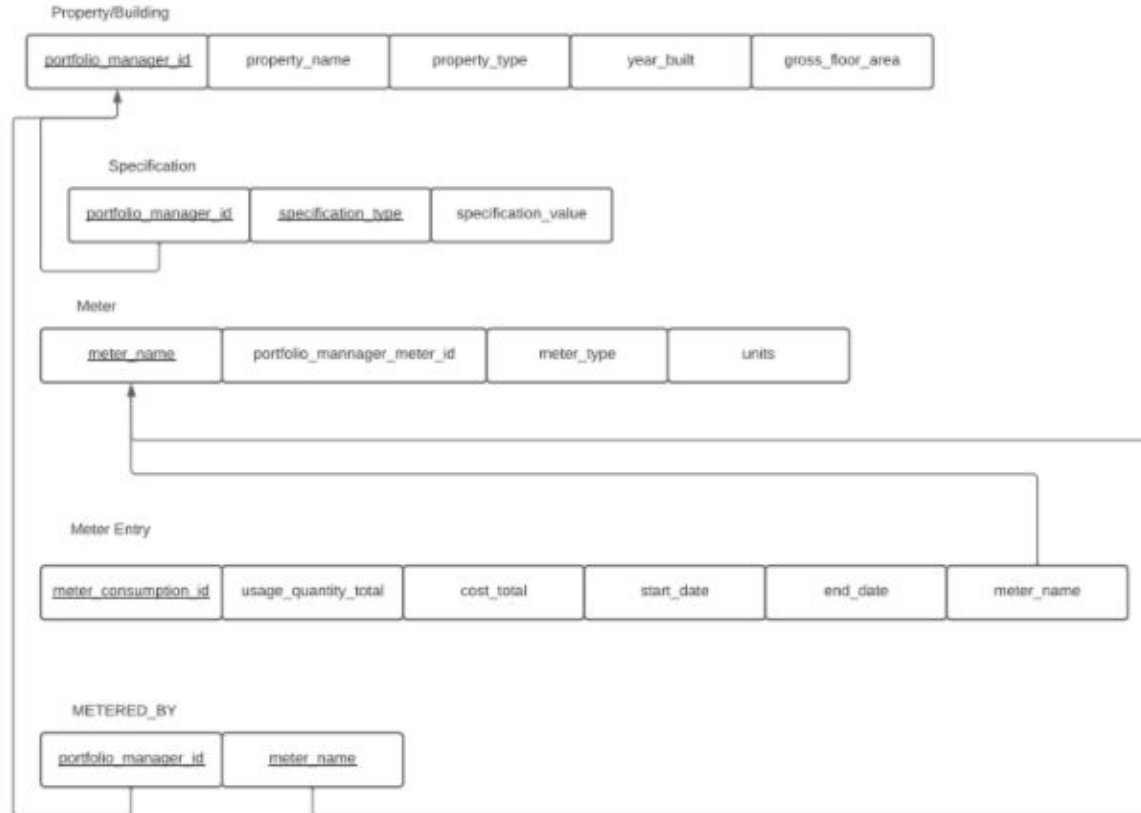 Property/Building
portfolio_manager_id property_name property_type year_built gross_floor_area
Specification
portfolio_manager_id specification_type specification_value
Meter
meter_name portfolio_mannager_meter_id meter_type units
Meter Entry
meter_consumption_id usage_quantity_total cost_total start_date end_date meter_name
METERED_BY
portfolio_manager_id meter_name